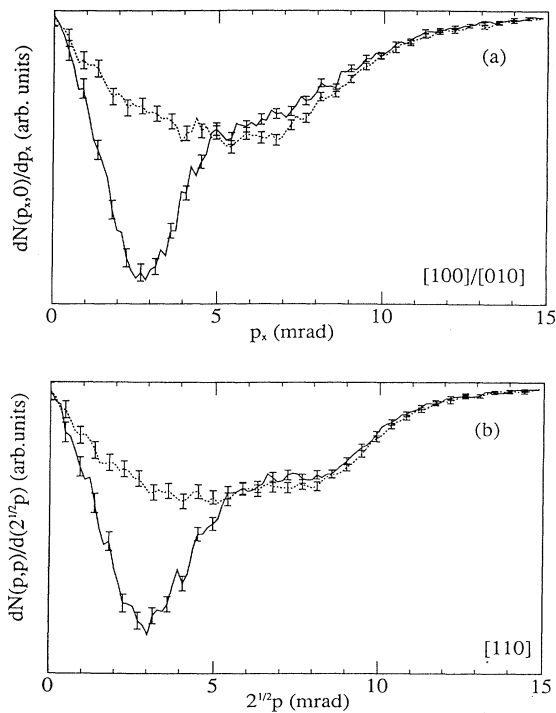 dN(pₓ,0)/dpₓ (arb. units)
(a)
[100]/[010]
0 5 10 15
pₓ (mrad)
dN(p,p)/d(2^{1/2}p) (arb.units)
(b)
[110]
0 5 10 15
2^{1/2}p (mrad)